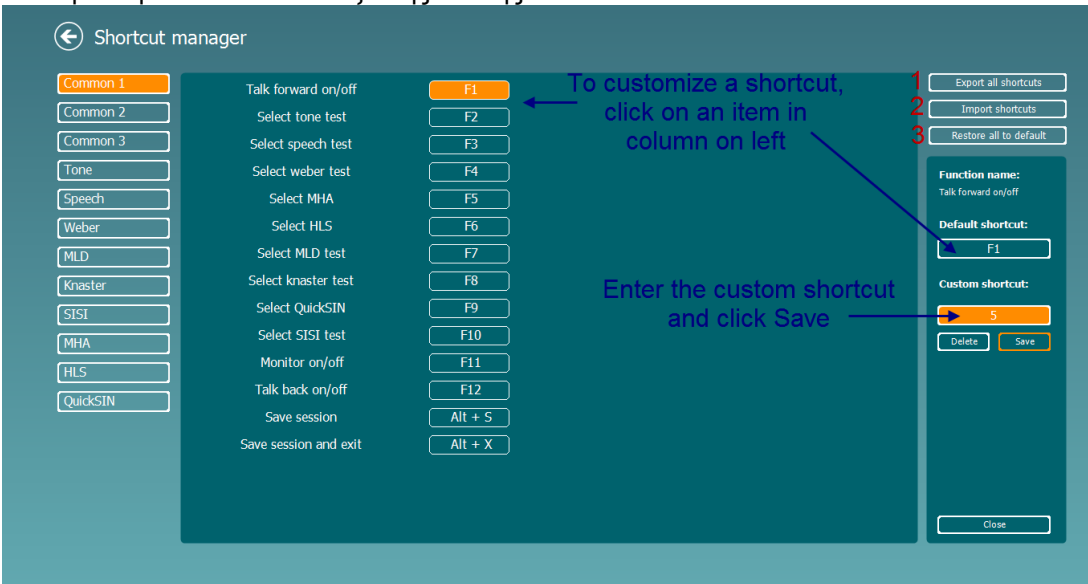 Shortcut manager
Common 1
Common 2
Common 3
Tone
Speech
Weber
MLD
Knaster
SISI
MHA
HLS
QuickSIN
Talk forward on/off F1
Select tone test F2
Select speech test F3
Select weber test F4
Select MHA F5
Select HLS F6
Select MLD test F7
Select knaster test F8
Select QuickSIN F9
Select SISI test F10
Monitor on/off F11
Talk back on/off F12
Save session Alt + S
Save session and exit Alt + X
To customize a shortcut,
click on an item in
column on left
Enter the custom shortcut
and click Save
1 Export all shortcuts
2 Import shortcuts
3 Restore all to default
Function name:
Talk forward on/off
Default shortcut:
F1
Custom shortcut:
5
Delete Save
Close